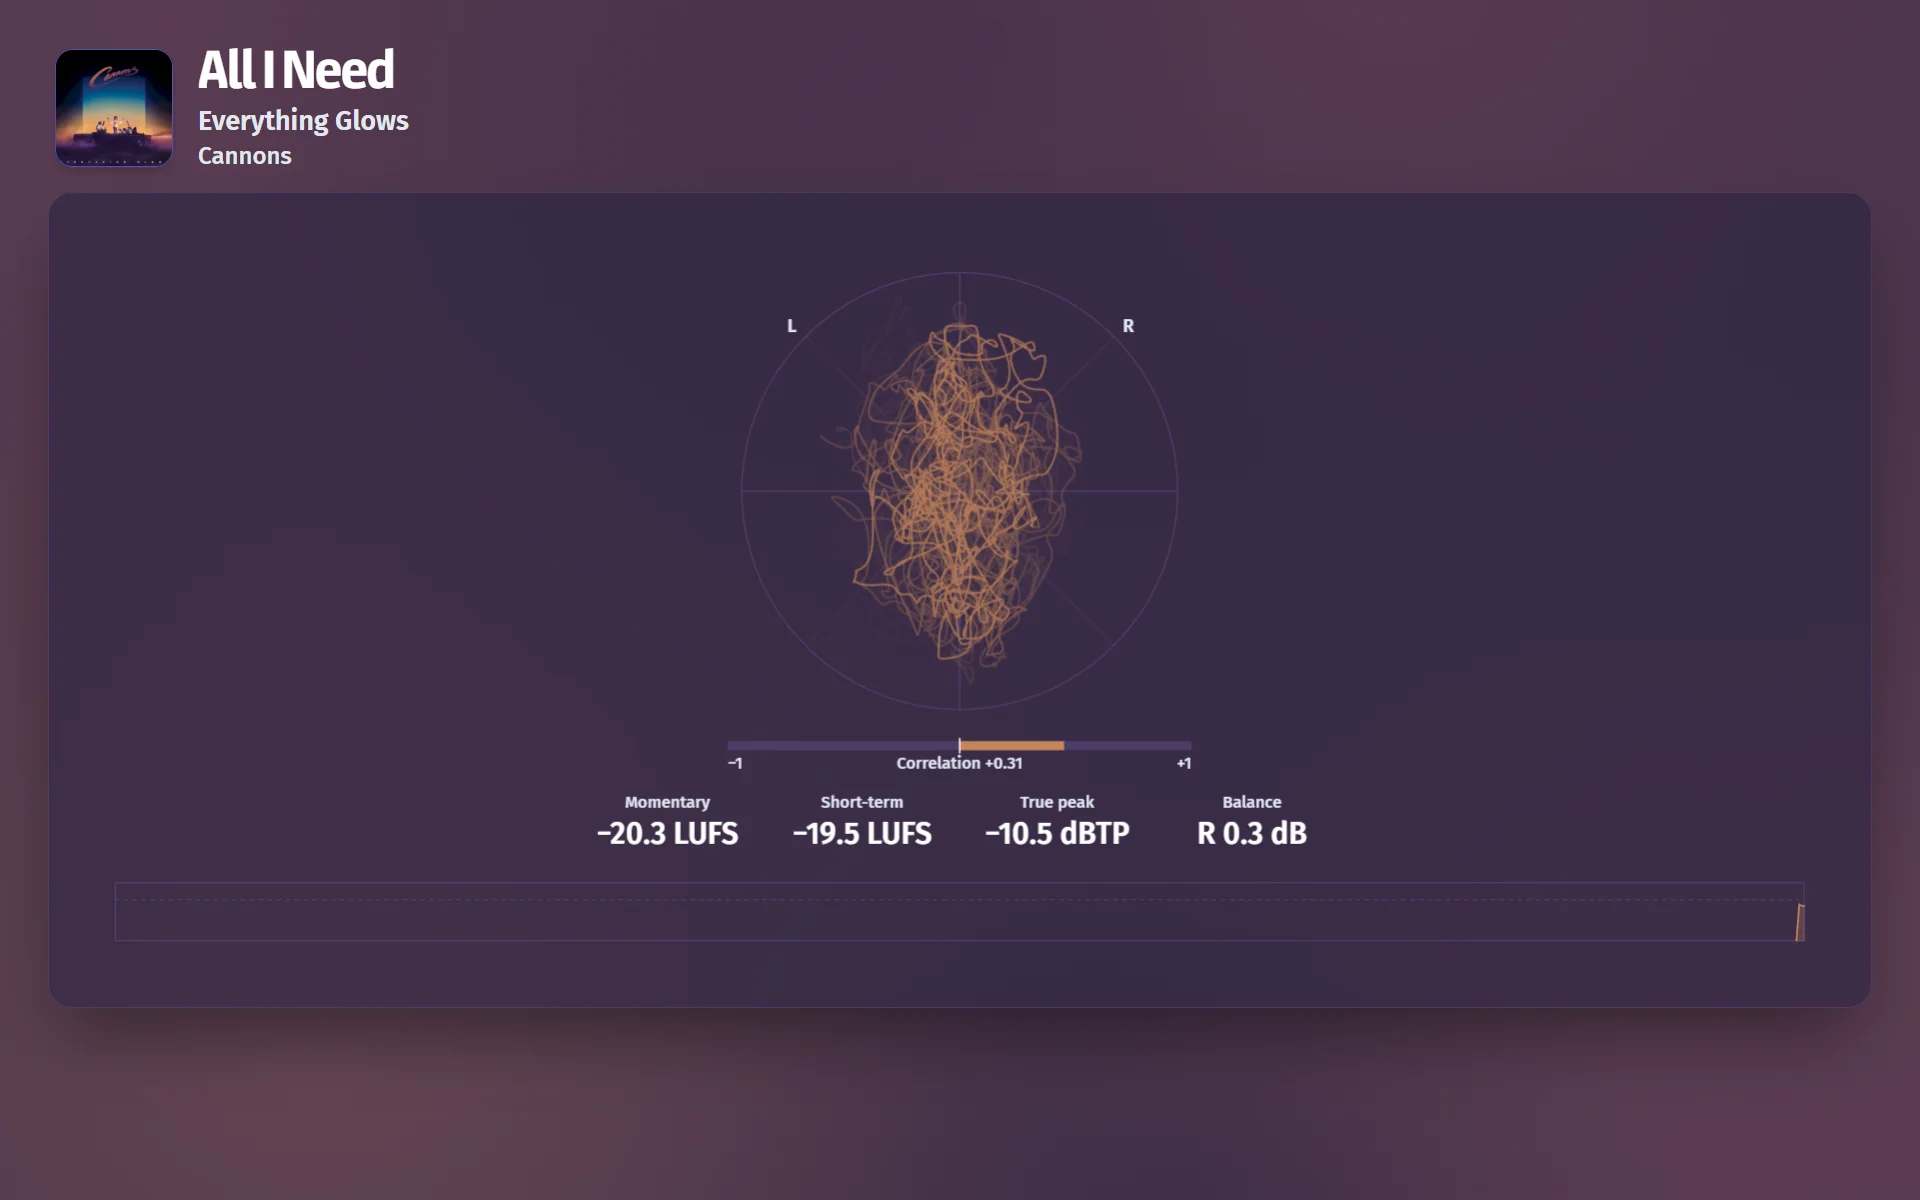 Cannons
All I Need
Everything Glows
Cannons
L
R
−1
Correlation +0.31
+1
Momentary
Short-term
True peak
Balance
−20.3 LUFS
−19.5 LUFS
−10.5 dBTP
R 0.3 dB